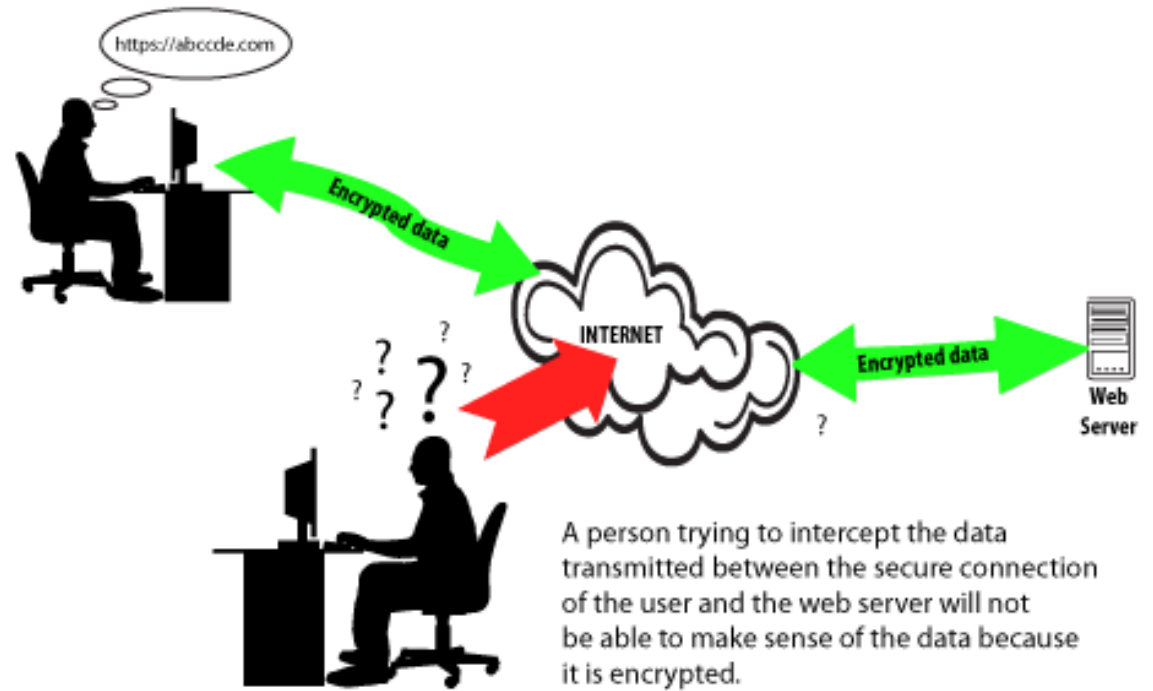 https://abccde.com
Encrypted data
INTERNET
Encrypted data
Web
Server
?
?
?
?
?
?
?
A person trying to intercept the data
transmitted between the secure connection
of the user and the web server will not
be able to make sense of the data because
it is encrypted.